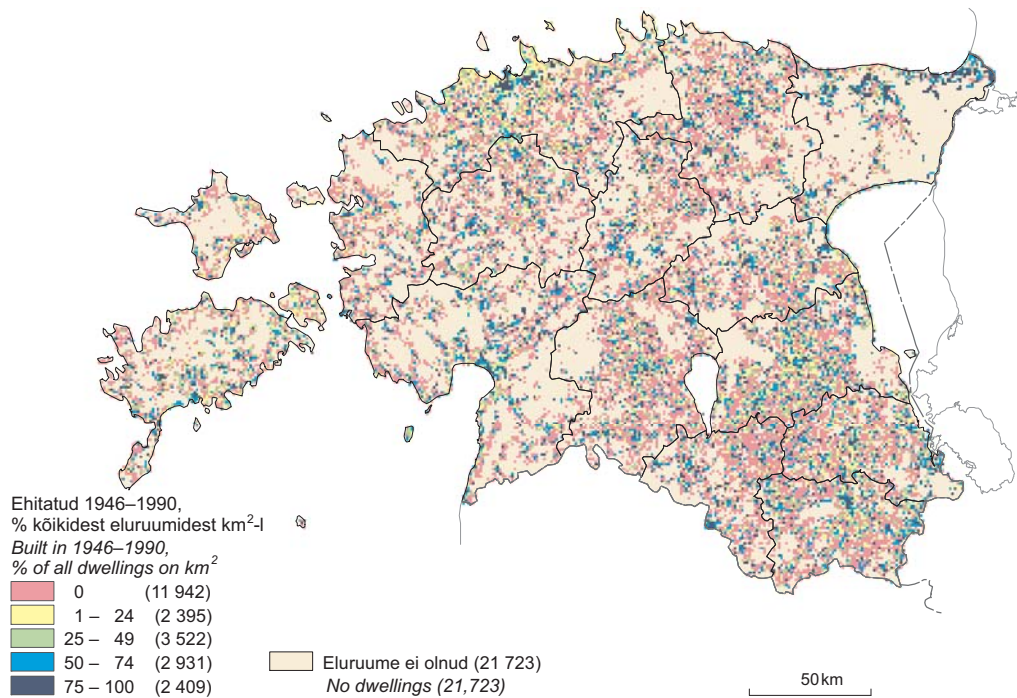 Ehitatud 1946–1990,
% kõikidest eluruumidest km²-l
Built in 1946–1990,
% of all dwellings on km²
0 (11 942)
1 – 24 (2 395)
25 – 49 (3 522)
50 – 74 (2 931)
75 – 100 (2 409)
Eluruume ei olnud (21 723)
No dwellings (21,723)
50 km